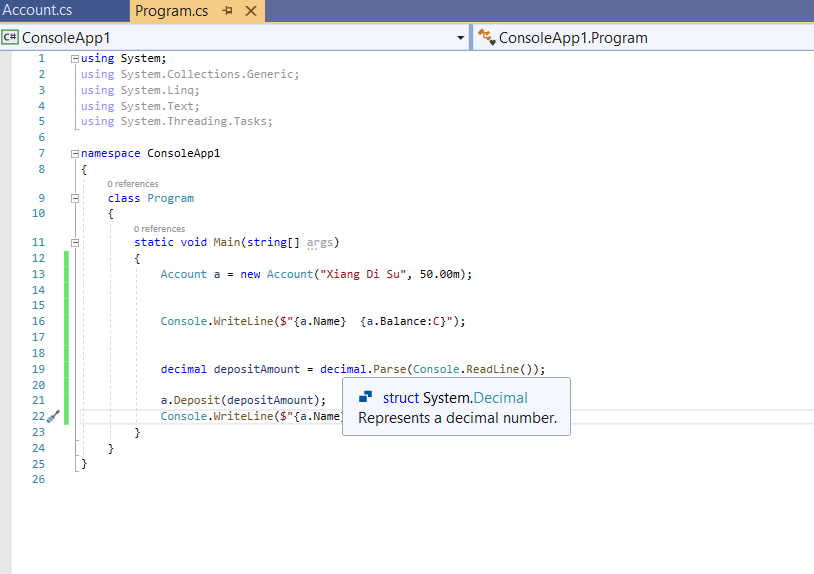 Account.cs Program.cs
C# ConsoleApp1 ConsoleApp1.Program
1 using System;
2 using System.Collections.Generic;
3 using System.Linq;
4 using System.Text;
5 using System.Threading.Tasks;
6
7 namespace ConsoleApp1
8 {
0 references
9 class Program
10 {
0 references
11 static void Main(string[] args)
12 {
13 Account a = new Account("Xiang Di Su", 50.00m);
14
15
16 Console.WriteLine($"{a.Name}  {a.Balance:C}");
17
18
19 decimal depositAmount = decimal.Parse(Console.ReadLine());
20
struct System.Decimal
21 a.Deposit(depositAmount);
Represents a decimal number.
22 Console.WriteLine($"{a.Name}
23 }
24 }
25 }
26